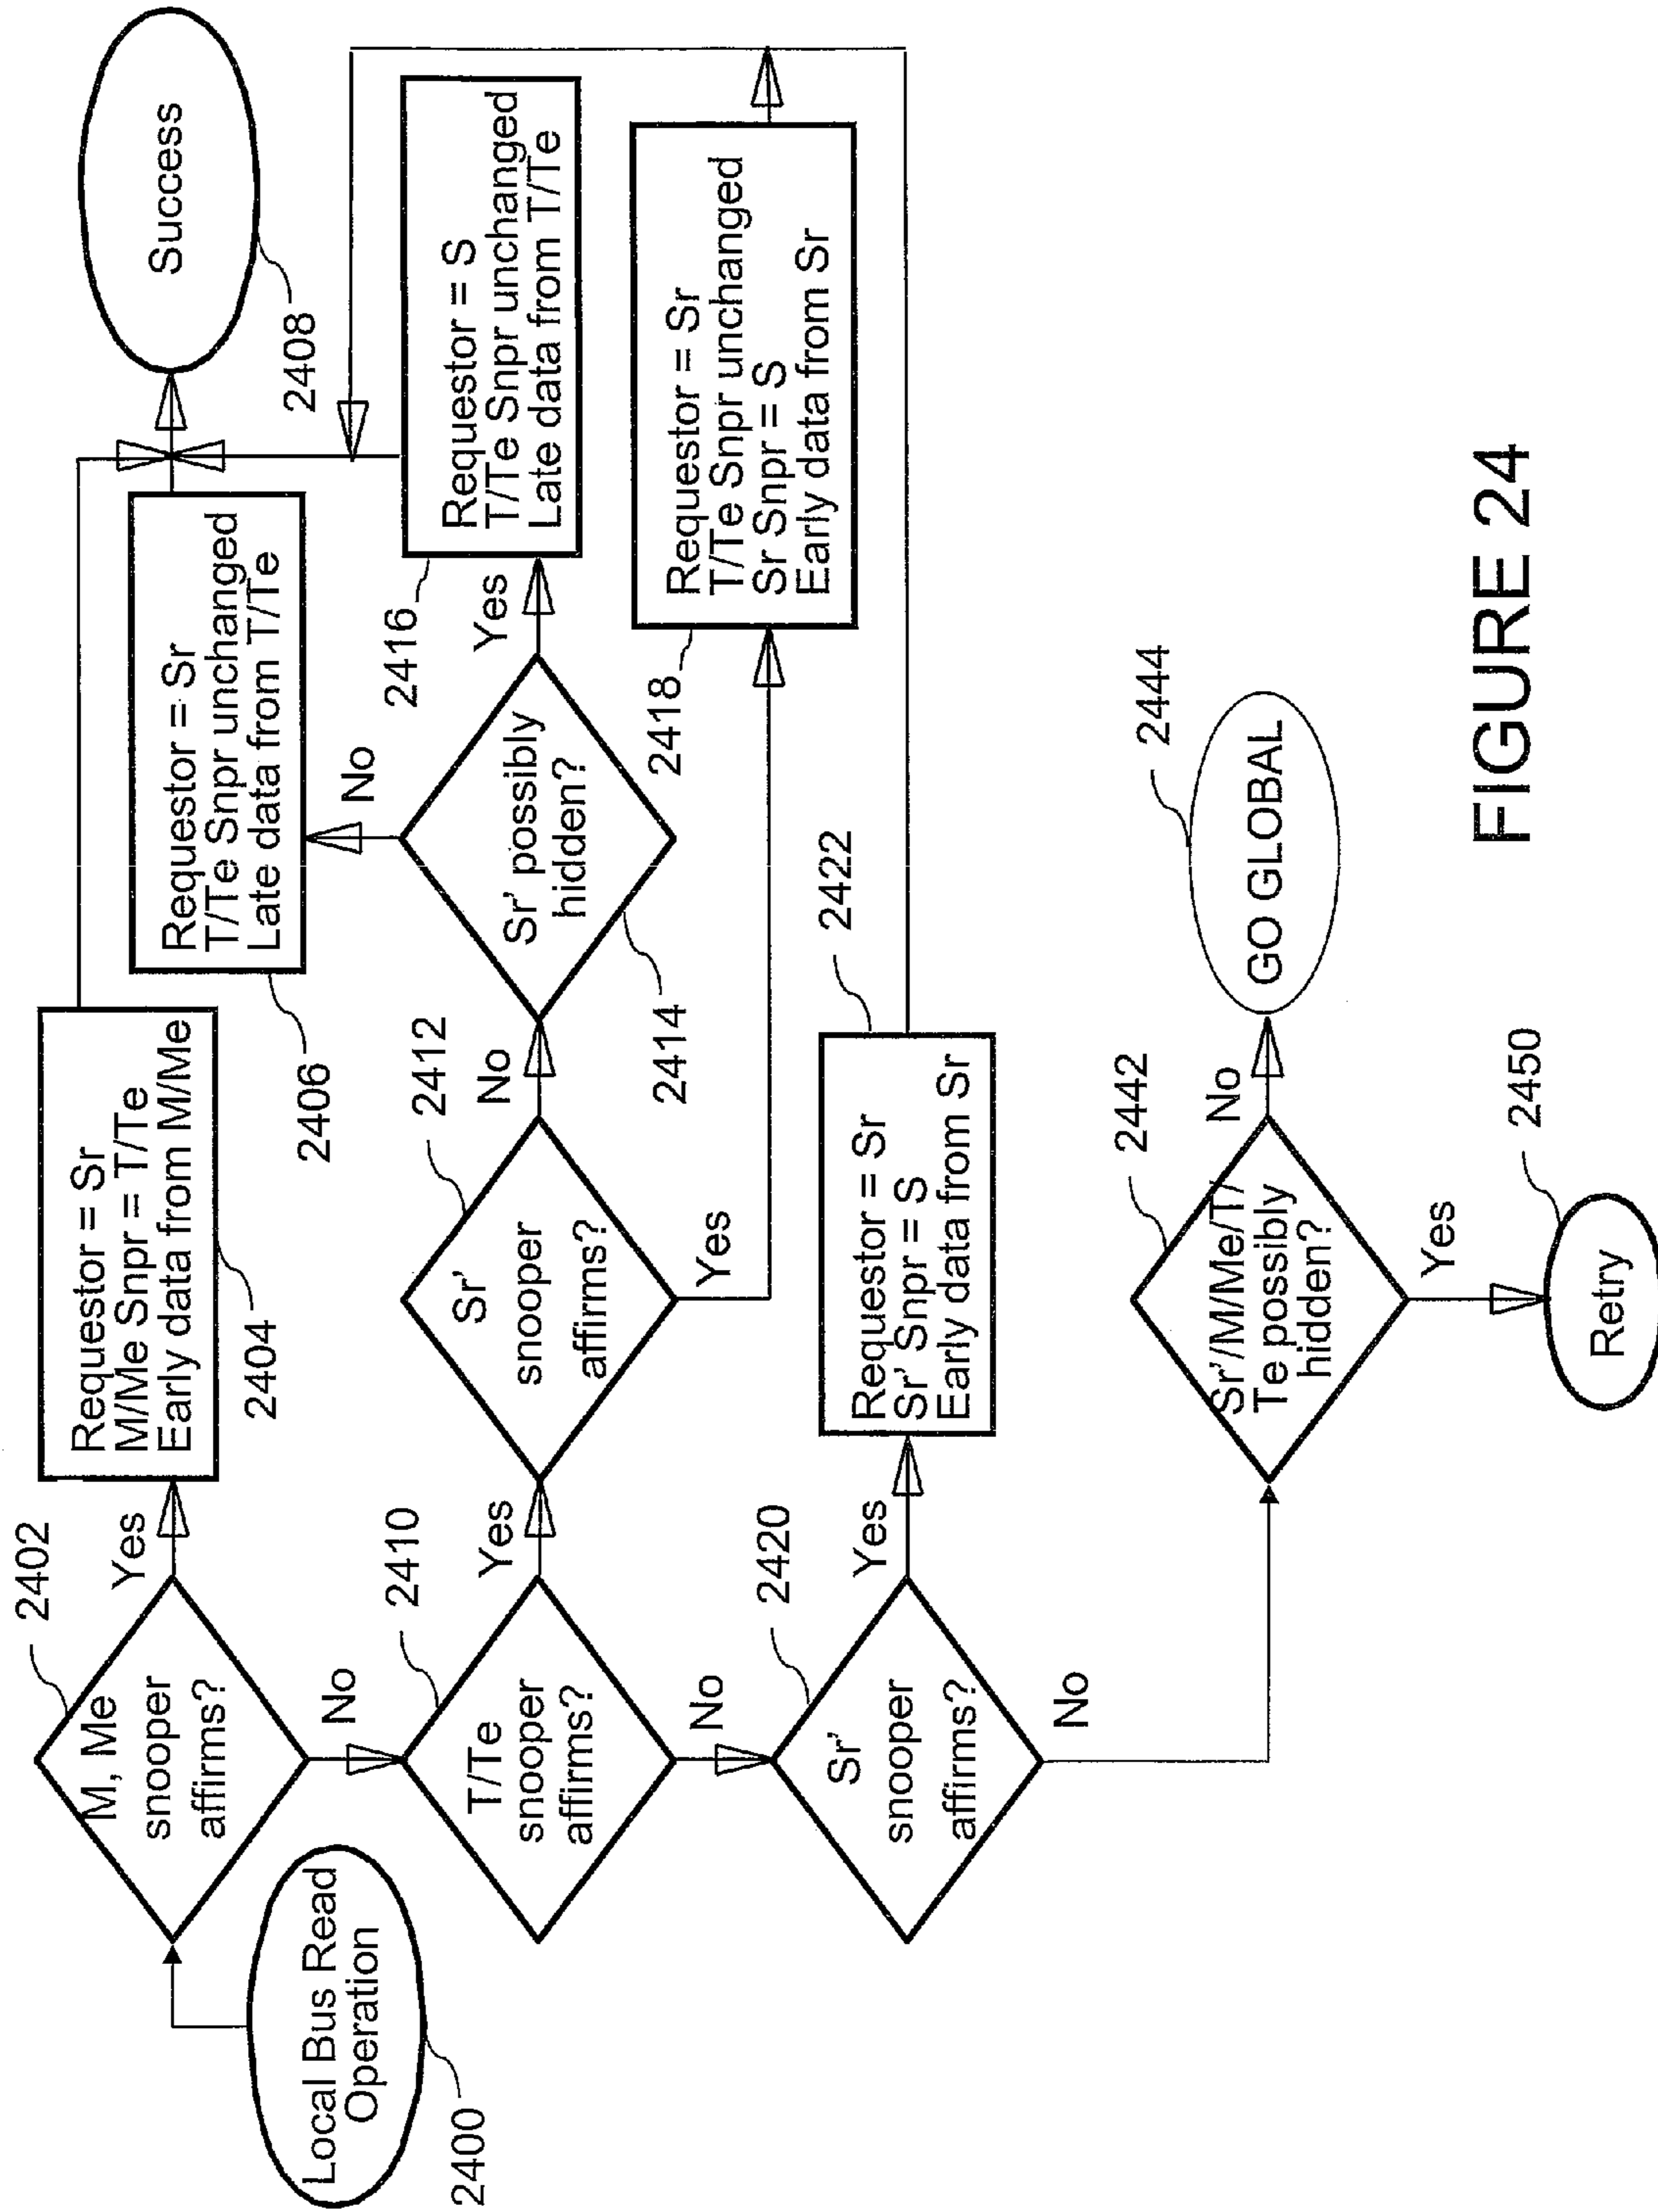 Local Bus Read
Operation
2400
M, Me
snooper
affirms?
2402
Yes
No
Requestor = Sr
M/Me Snpr = T/Te
Early data from M/Me
2404
Requestor = Sr
T/Te Snpr unchanged
Late data from T/Te
2406
Success
2408
T/Te
snooper
affirms?
2410
Yes
No
Sr'
snooper
affirms?
2412
No
Yes
Sr' possibly
hidden?
2414
No
Yes
Requestor = S
T/Te Snpr unchanged
Late data from T/Te
2416
Requestor = Sr
T/Te Snpr unchanged
Sr Snpr = S
Early data from Sr
2418
Sr'
snooper
affirms?
2420
Yes
No
Requestor = Sr
Sr' Snpr = S
Early data from Sr
2422
Sr'/M/Me/T/
Te possibly
hidden?
2442
No
Yes
GO GLOBAL
2444
Retry
2450
FIGURE 24